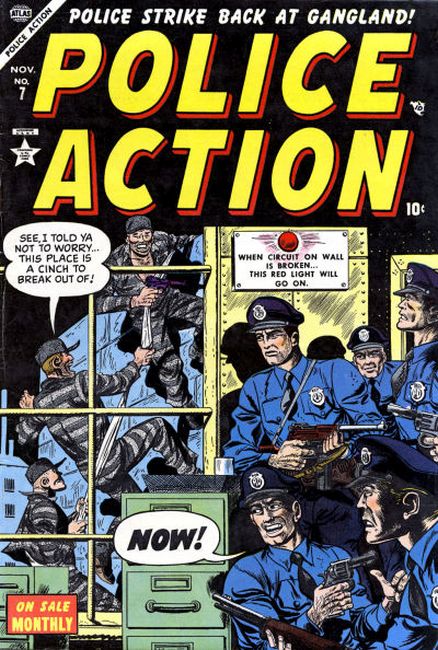 POLICE STRIKE BACK AT GANGLAND!
ATLAS
POLICE ACTION
NOV.
NO.
7
POLICE
ACTION
10¢
SEE, I TOLD YA
NOT TO WORRY...
THIS PLACE IS
A CINCH TO
BREAK OUT OF!
WHEN CIRCUIT ON WALL
IS BROKEN...
THIS RED LIGHT WILL
GO ON.
NOW!
ON SALE
MONTHLY